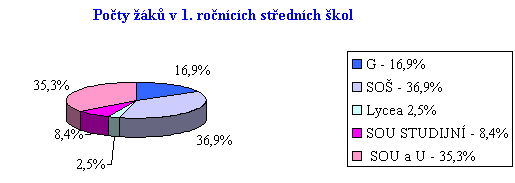 Počty žáků v 1. ročnících středních škol
16,9%
35,3%
8,4%
2,5%
36,9%
G - 16,9%
SOŠ - 36,9%
Lycea 2,5%
SOU STUDIJNÍ - 8,4%
SOU a U - 35,3%